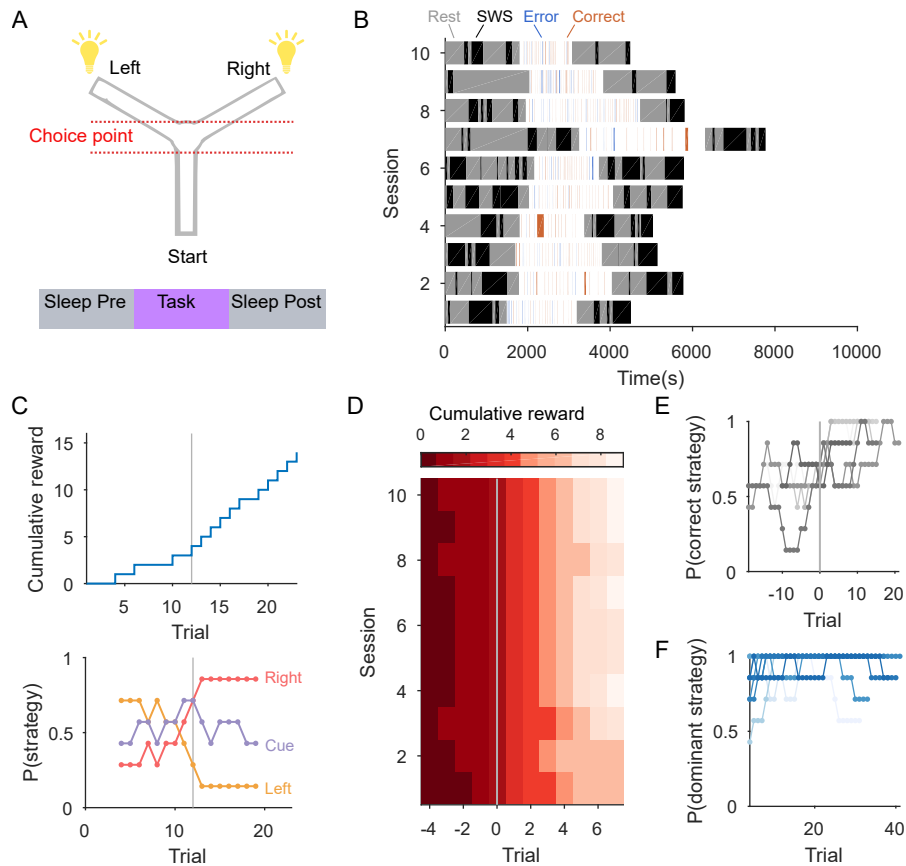 A
Left
Right
Choice point
Start
Sleep Pre
Task
Sleep Post
B
Rest
SWS
Error
Correct
10
8
6
4
2
Session
0
2000
4000
6000
8000
10000
Time(s)
C
15
10
5
0
Cumulative reward
5
10
15
20
Trial
1
0.5
0
P(strategy)
Right
Cue
Left
0
10
20
Trial
D
Cumulative reward
0
2
4
6
8
10
8
6
4
2
Session
-4
-2
0
2
4
6
Trial
E
1
0.5
0
P(correct strategy)
-10
0
10
20
Trial
F
1
0.5
0
P(dominant strategy)
20
40
Trial